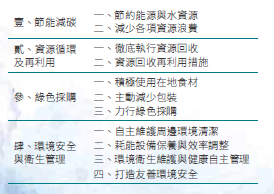 壹、節能減碳
一、節約能源與水資源
二、減少各項資源浪費
貳、資源循環
及再利用
一、徹底執行資源回收
二、資源回收再利用措施
參、綠色採購
一、積極使用在地食材
二、主動減少包裝
三、力行綠色採購
肆、環境安全
與衛生管理
一、自主維護周邊環境清潔
二、耗能設備保養與效率調整
三、環境衛生維護與健康自主管理
四、打造友善環境安全